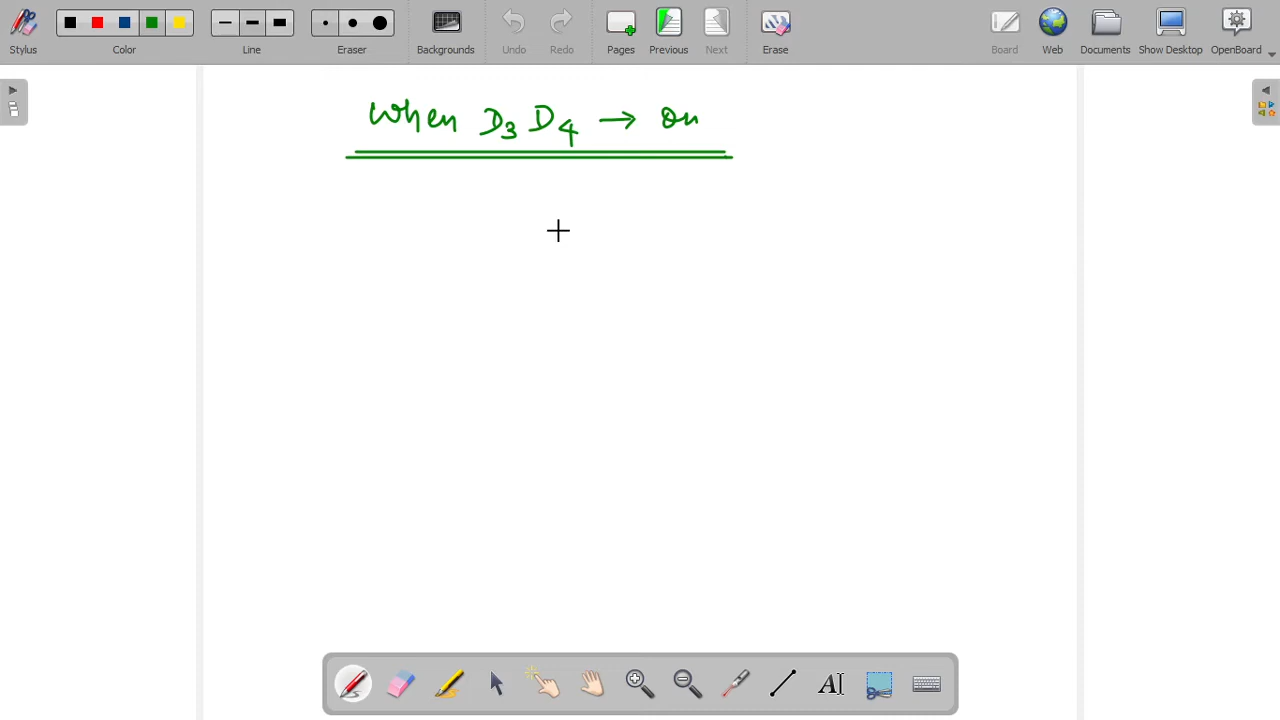 Stylus Color Line Eraser Backgrounds Undo Redo Pages Previous Next Erase Board Web Documents Show Desktop OpenBoard
When D3 D4 → on
AI